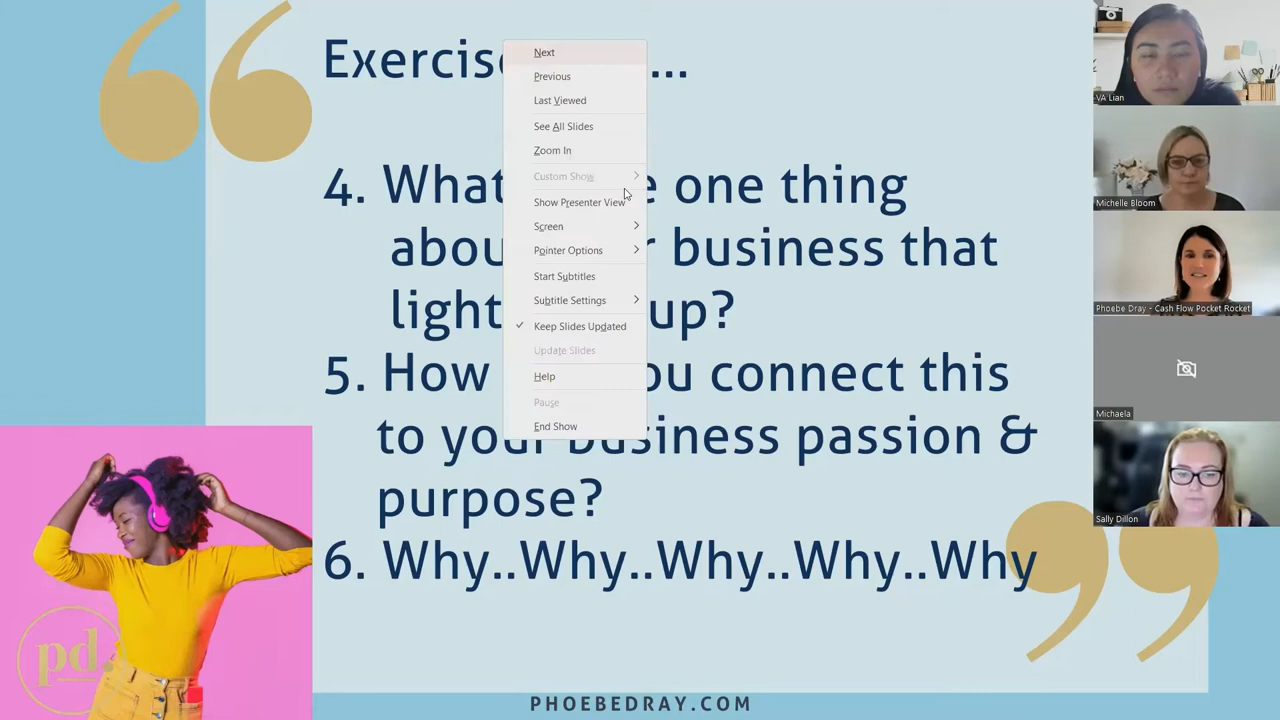 Exercis
...
4. What
e one thing
abou
r business that
light
up?
5. How
ou connect this
to your business passion &
purpose?
6. Why..Why..Why..Why..Why
Next
Previous
Last Viewed
See All Slides
Zoom In
Custom Show
Show Presenter View
Screen
Pointer Options
Start Subtitles
Subtitle Settings
Keep Slides Updated
Update Slides
Help
Pause
End Show
VA Lian
Michelle Bloom
Phoebe Dray - Cash Flow Pocket Rocket
Michaela
Sally Dillon
pd.
PHOEBEDRAY.COM